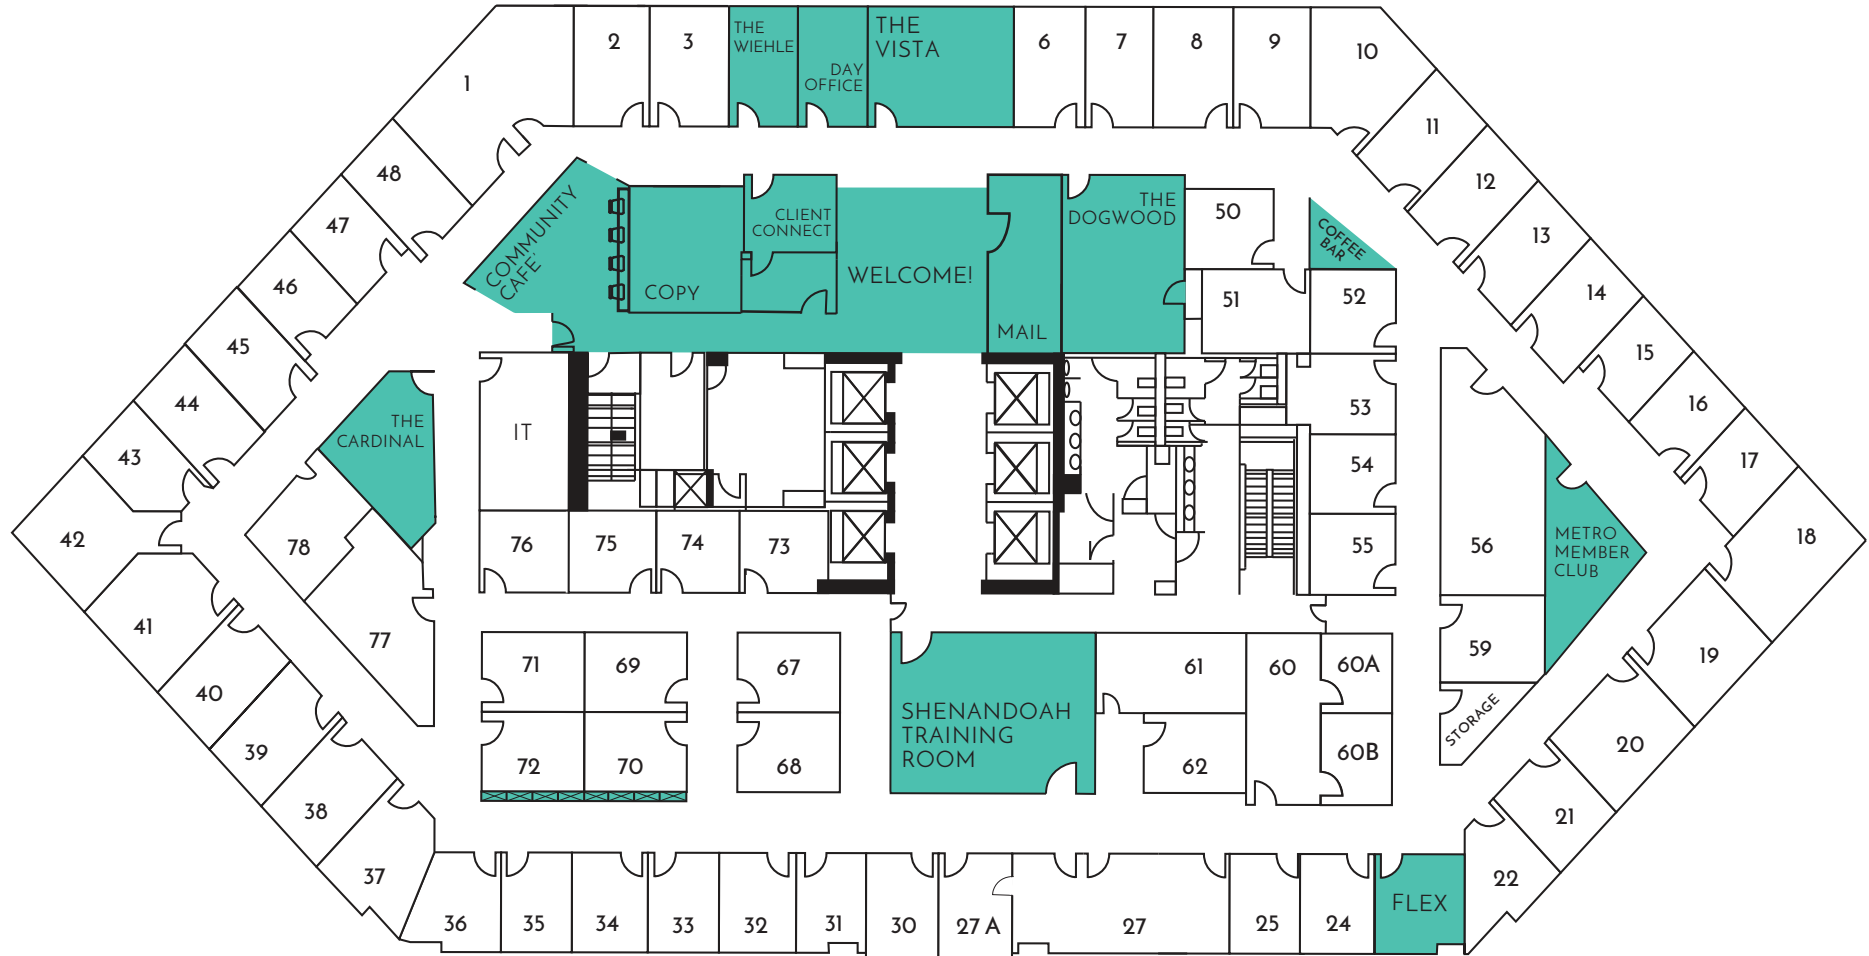 1
2
3
THE
WIEHLE
DAY
OFFICE
THE
VISTA
6
7
8
9
10
11
12
13
14
15
16
17
18
48
47
46
45
44
43
42
COMMUNITY
CAFE'
COPY
CLIENT
CONNECT
WELCOME!
MAIL
THE
DOGWOOD
50
COFFEE
BAR
51
52
THE
CARDINAL
IT
53
54
55
56
METRO
MEMBER
CLUB
78
76
75
74
73
77
41
40
39
38
37
71
69
67
72
70
68
SHENANDOAH
TRAINING
ROOM
61
60
60A
62
60B
59
STORAGE
19
20
21
22
36
35
34
33
32
31
30
27 A
27
25
24
FLEX